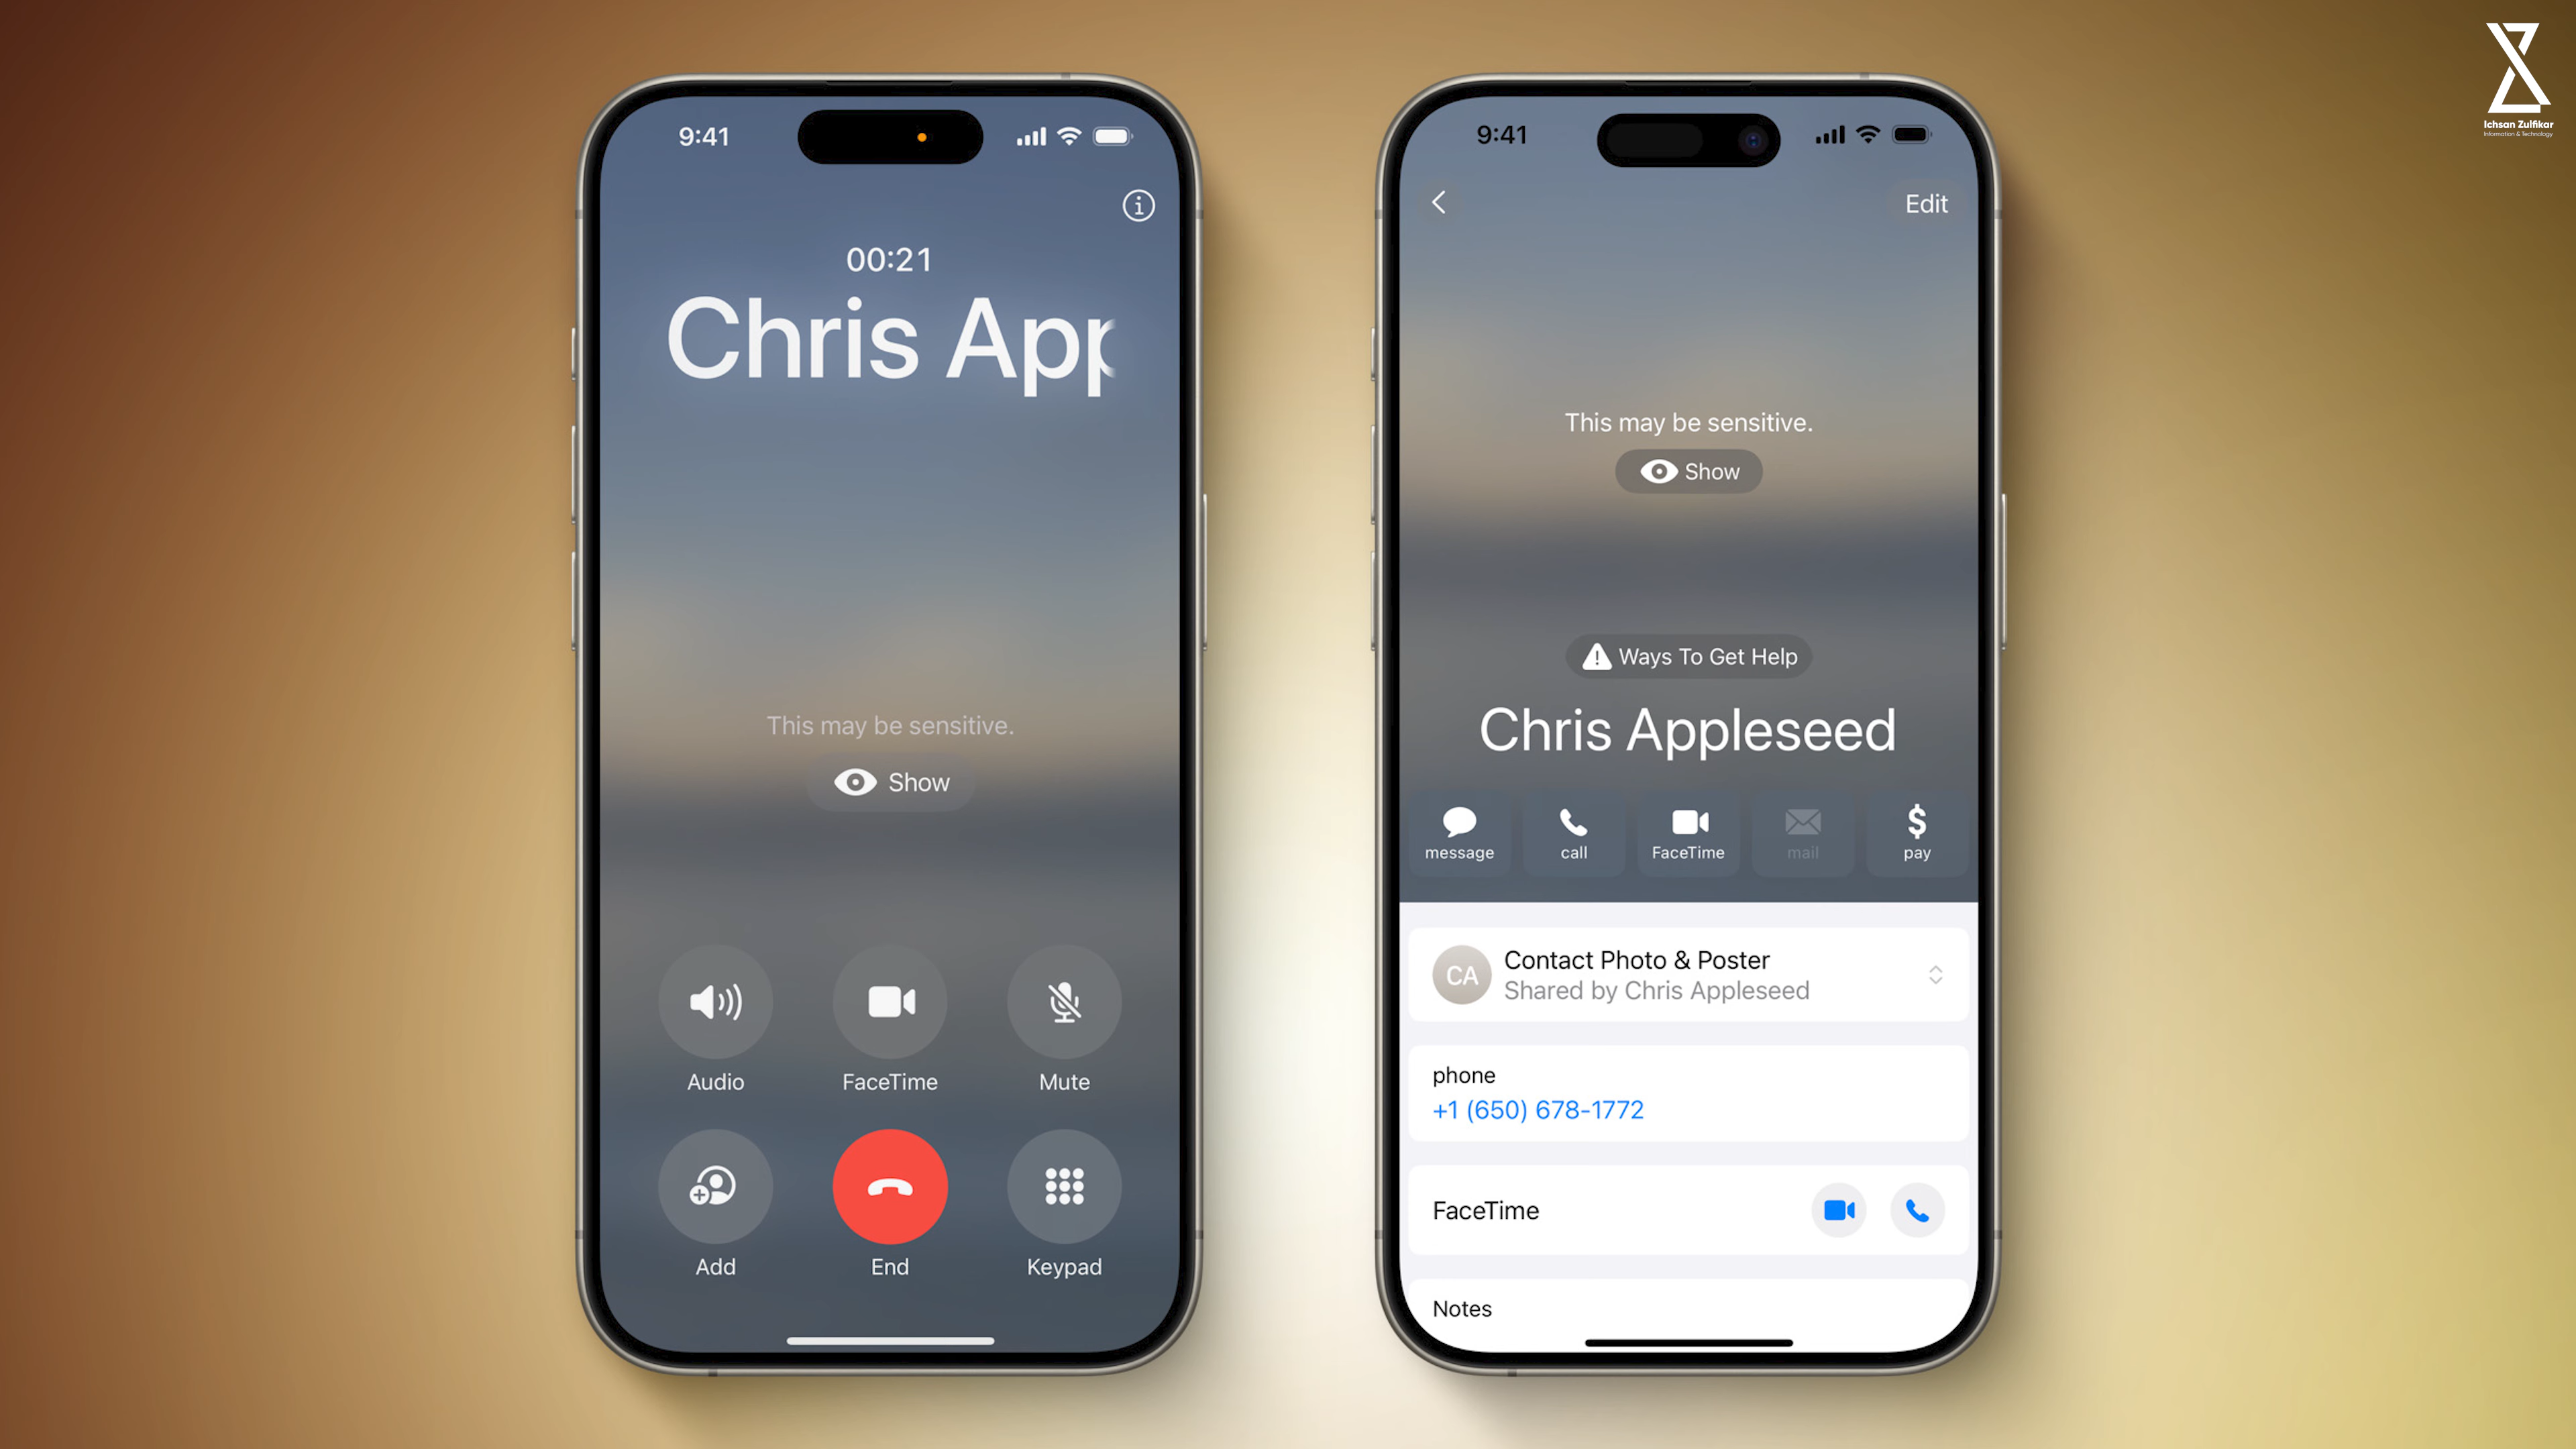 Ichsan Zulfikar
Information & Technology
9:41
00:21
Chris App
This may be sensitive.
Show
Audio
FaceTime
Mute
Add
End
Keypad
9:41
Edit
This may be sensitive.
Show
Ways To Get Help
Chris Appleseed
message
call
FaceTime
mail
pay
CA
Contact Photo & Poster
Shared by Chris Appleseed
phone
+1 (650) 678-1772
FaceTime
Notes